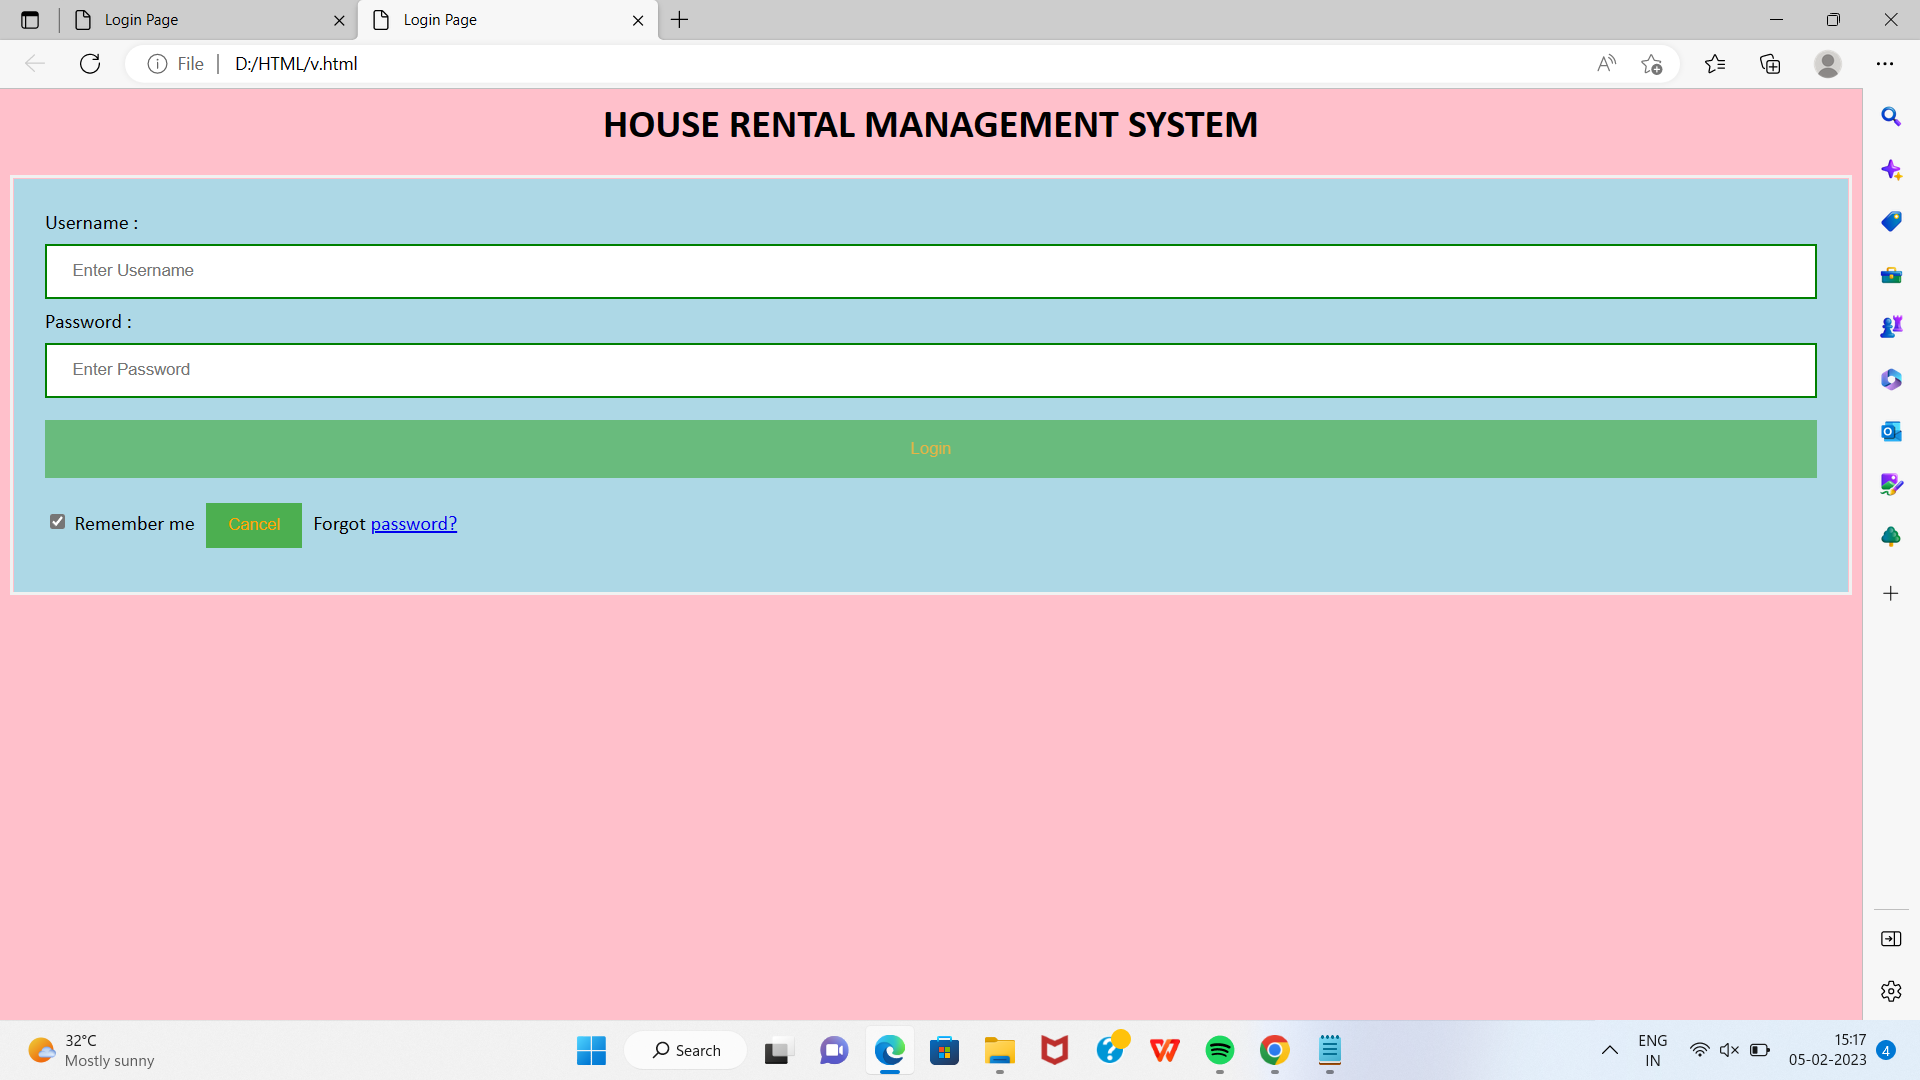 Login Page
Login Page
File
D:/HTML/v.html
HOUSE RENTAL MANAGEMENT SYSTEM
Username :
Enter Username
Password :
Enter Password
Login
Remember me Cancel Forgot password?
32°C
Mostly sunny
Search
ENG
IN
15:17
05-02-2023
4